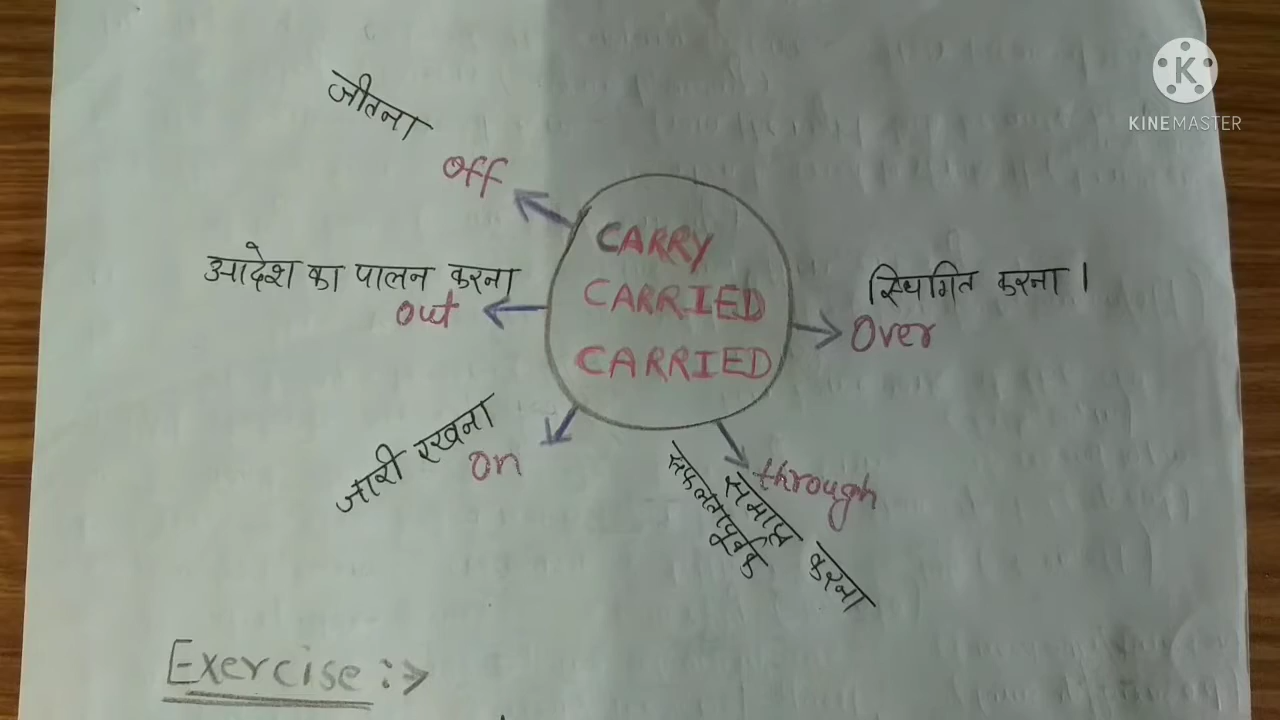 जीतना
off
आदेश का पालन करना
out
जारी रखना
on
CARRY
CARRIED
CARRIED
स्थिगित करना।
Over
through
सफलतापूर्वक
समाप्त करना
Exercise :->
KINEMASTER